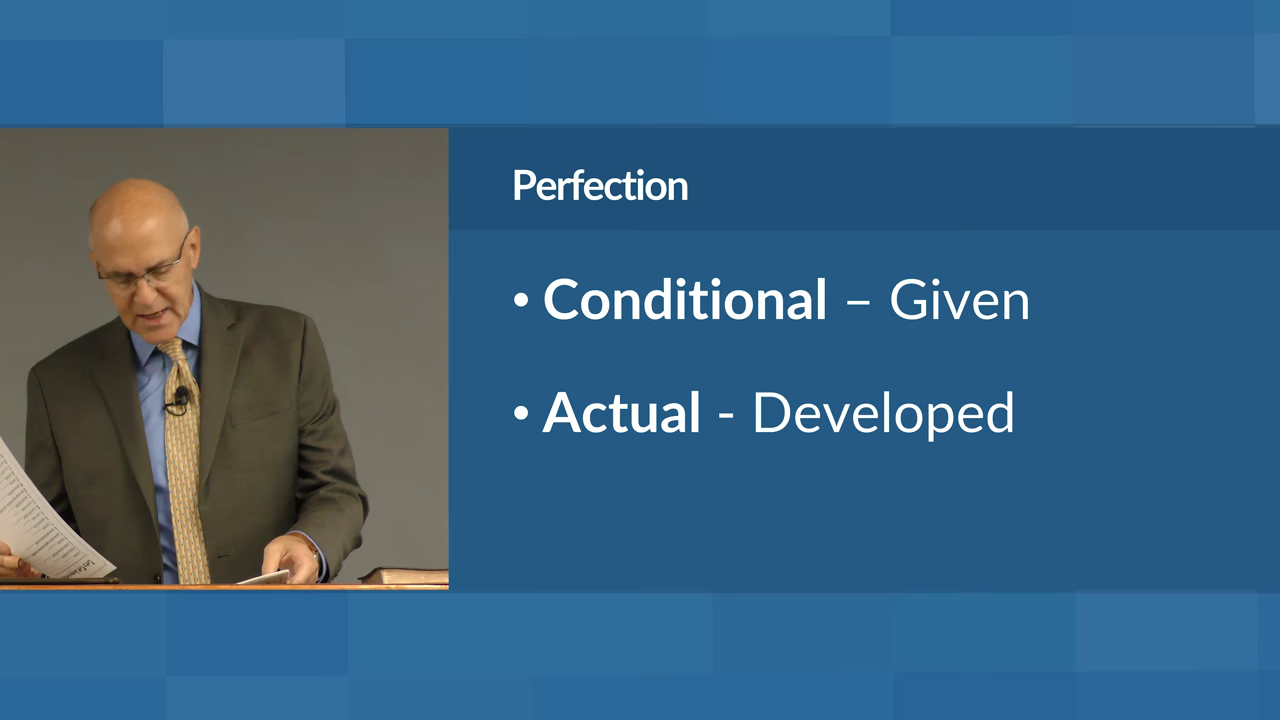 Perfection
• Conditional – Given
• Actual - Developed